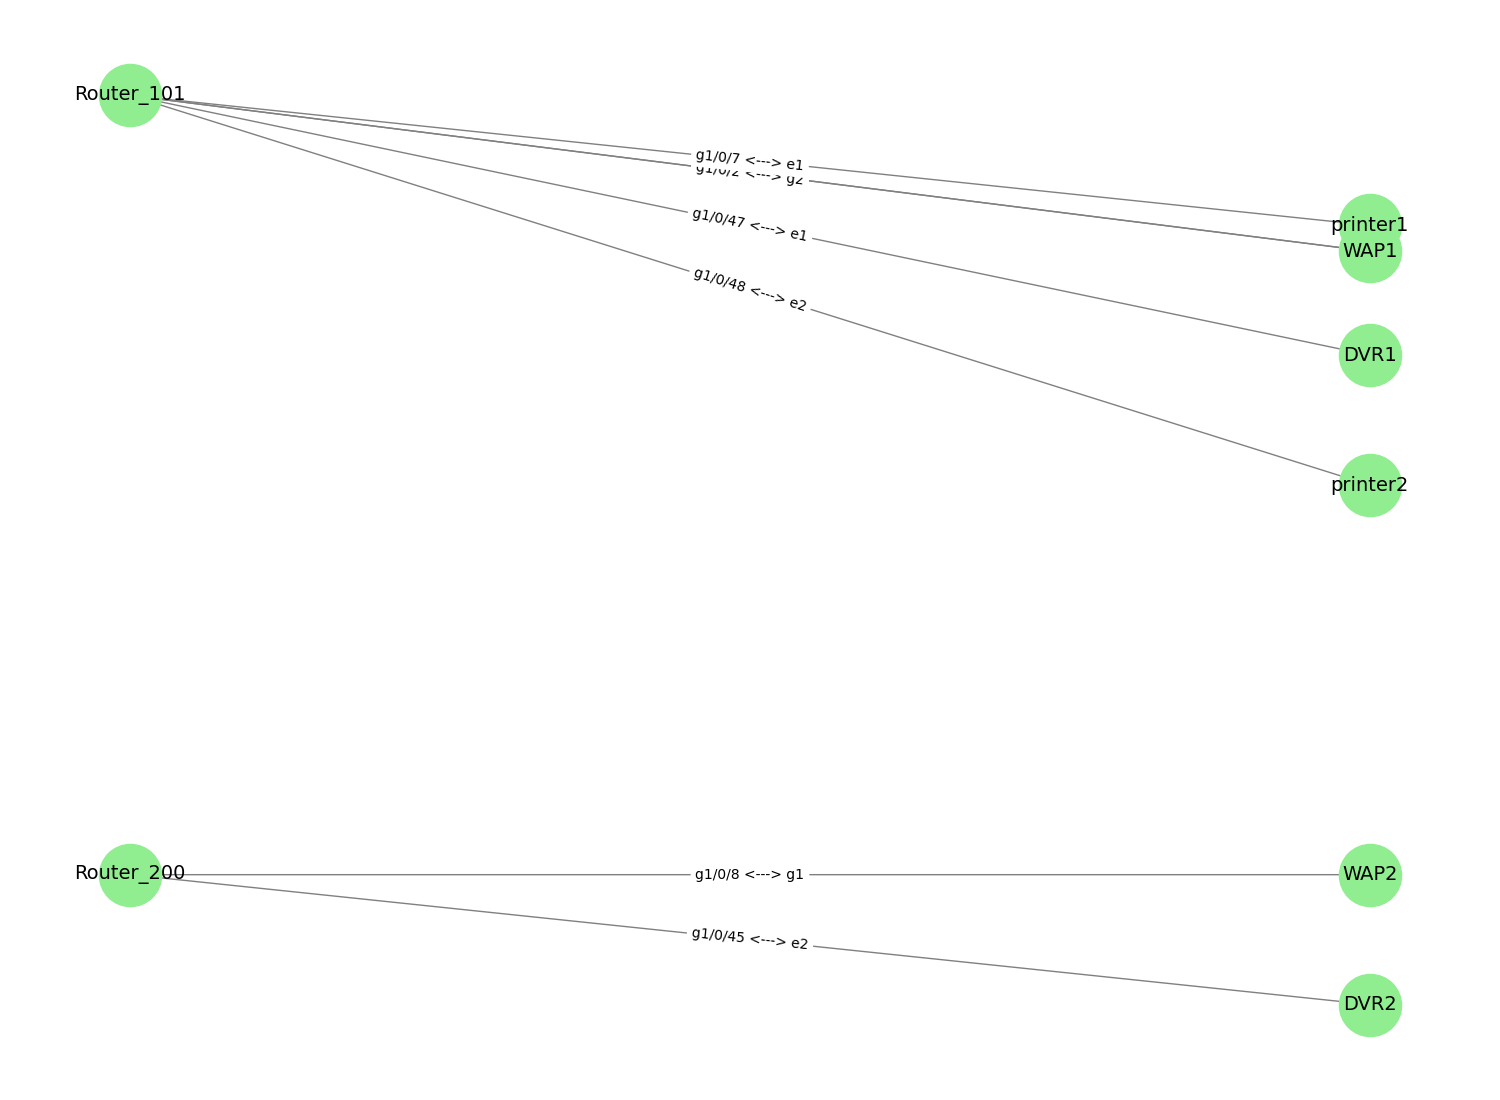 Router_101
g1/0/7 <---> e1
g1/0/2 <---> g2
g1/0/47 <---> e1
g1/0/48 <---> e2
printer1
WAP1
DVR1
printer2
Router_200
g1/0/8 <---> g1
g1/0/45 <---> e2
WAP2
DVR2